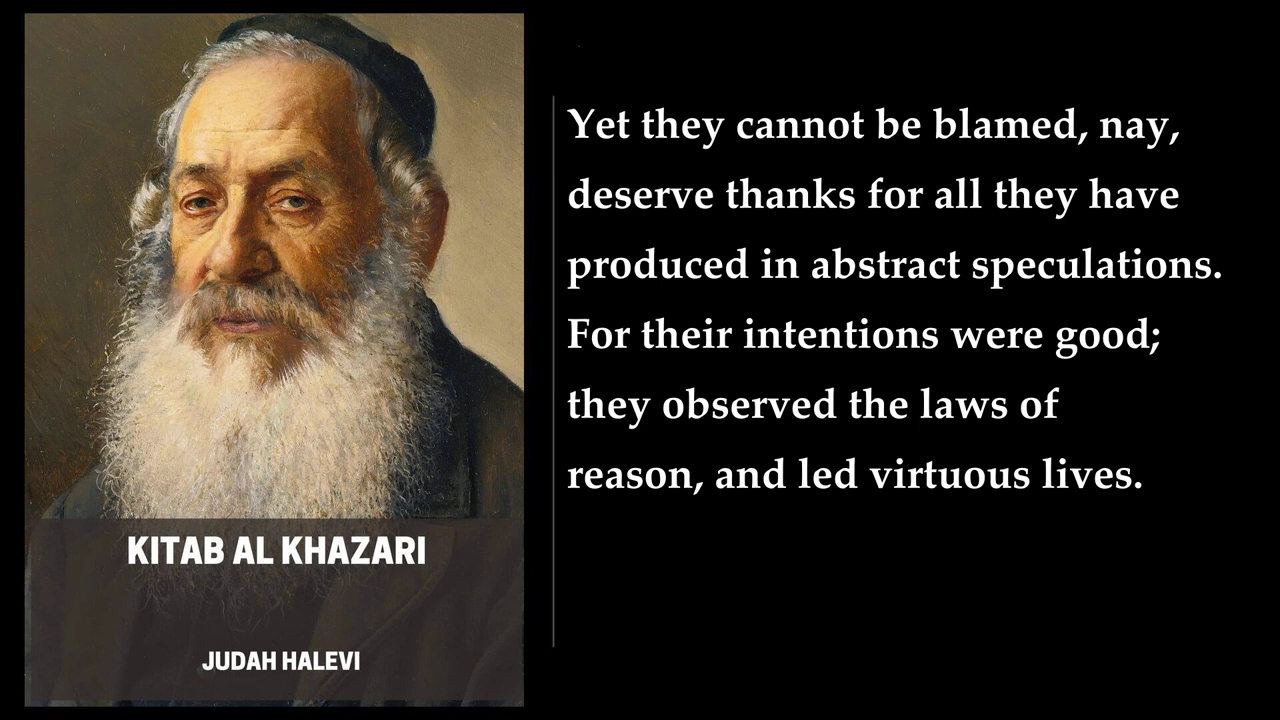 KITAB AL KHAZARI
JUDAH HALEVI
Yet they cannot be blamed, nay,
deserve thanks for all they have
produced in abstract speculations.
For their intentions were good;
they observed the laws of
reason, and led virtuous lives.